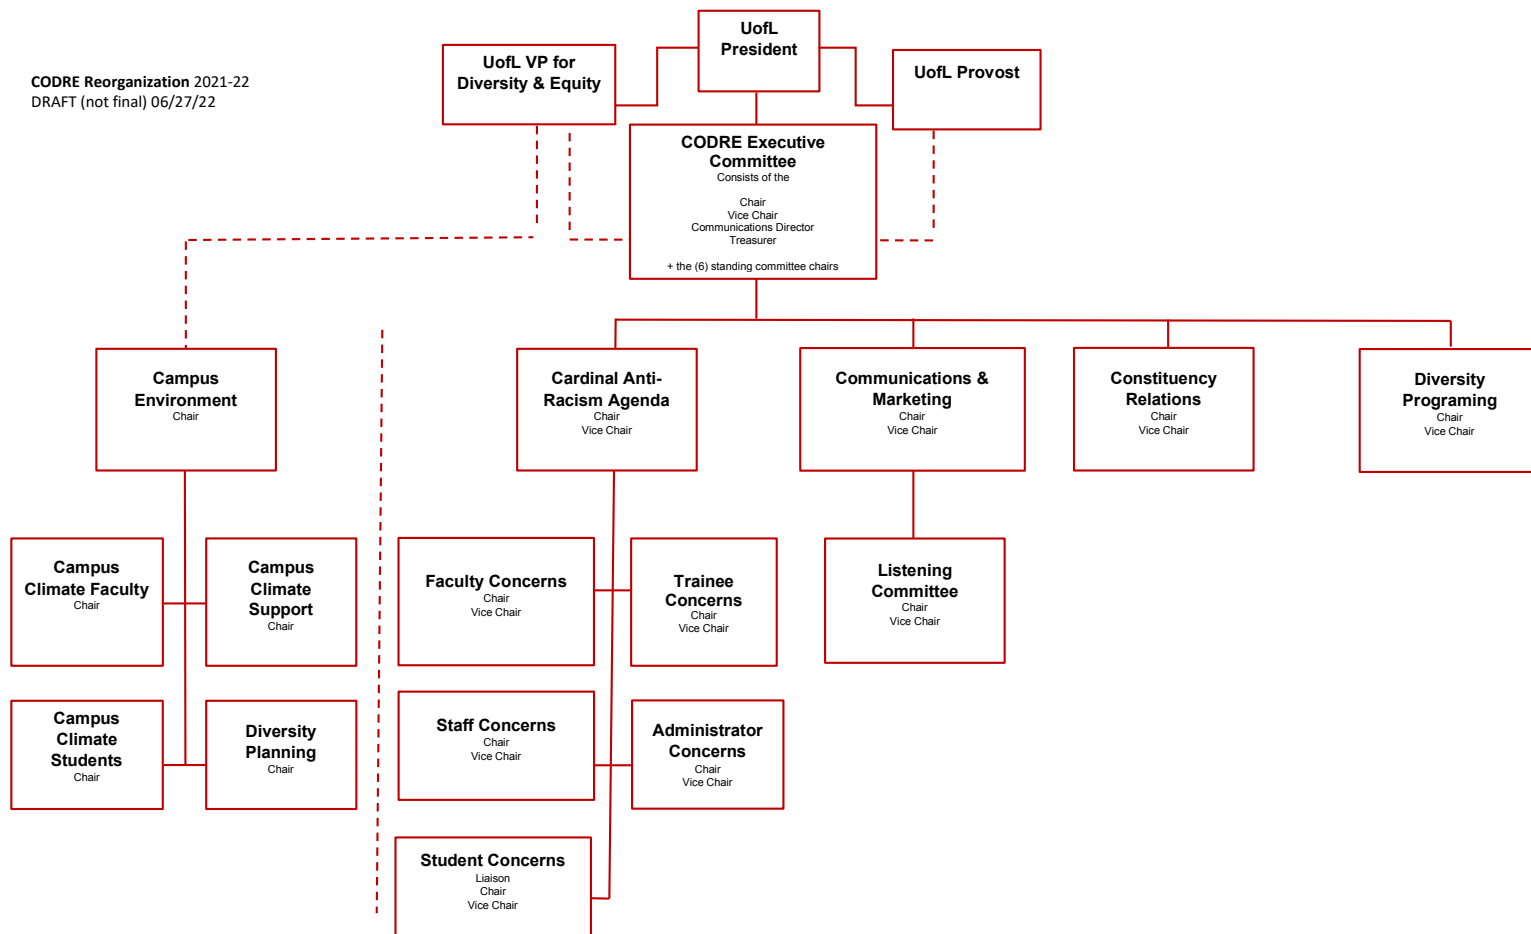 CODRE Reorganization 2021-22
DRAFT (not final) 06/27/22
UofL VP for
Diversity & Equity
UofL
President
UofL Provost
CODRE Executive
Committee
Consists of the
Chair
Vice Chair
Communications Director
Treasurer
+ the (6) standing committee chairs
Campus
Environment
Chair
Cardinal Anti-
Racism Agenda
Chair
Vice Chair
Communications &
Marketing
Chair
Vice Chair
Constituency
Relations
Chair
Vice Chair
Diversity
Programing
Chair
Vice Chair
Campus
Climate Faculty
Chair
Campus
Climate
Support
Chair
Faculty Concerns
Chair
Vice Chair
Trainee
Concerns
Chair
Vice Chair
Listening
Committee
Chair
Vice Chair
Campus
Climate
Students
Chair
Diversity
Planning
Chair
Staff Concerns
Chair
Vice Chair
Administrator
Concerns
Chair
Vice Chair
Student Concerns
Liaison
Chair
Vice Chair